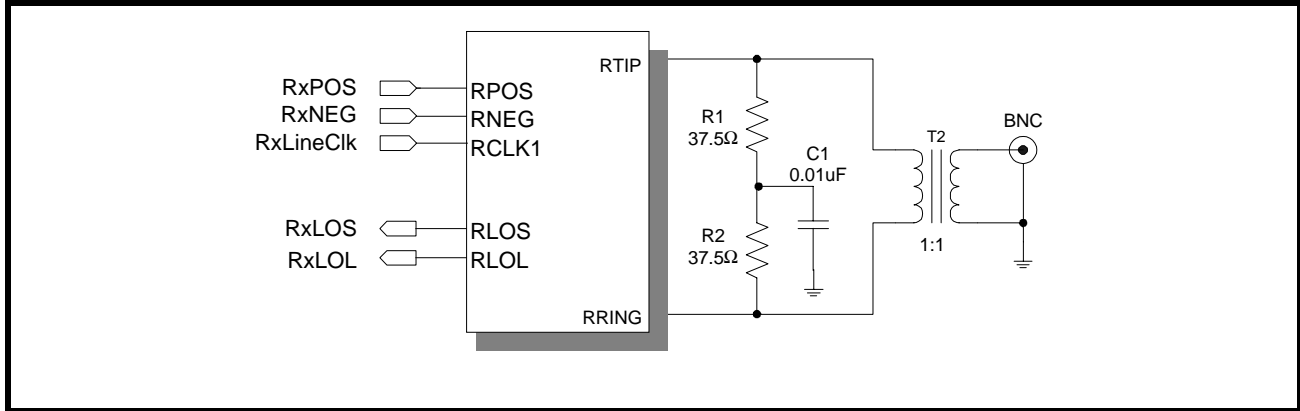 RxPOS
RxNEG
RxLineClk
RxLOS
RxLOL
RPOS
RNEG
RCLK1
RLOS
RLOL
RTIP
RRING
R1
37.5Ω
R2
37.5Ω
C1
0.01uF
T2
1:1
BNC